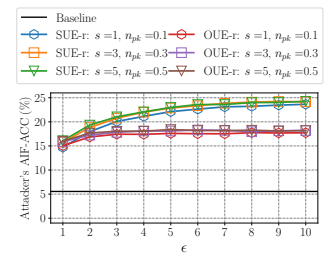 Baseline
SUE-r: s =1, n_pk =0.1
OUE-r: s =1, n_pk =0.1
SUE-r: s =3, n_pk =0.3
OUE-r: s =3, n_pk =0.3
SUE-r: s =5, n_pk =0.5
OUE-r: s =5, n_pk =0.5
Attacker's AIF-ACC (%)
25
20
15
10
5
0
1 2 3 4 5 6 7 8 9 10
ϵ